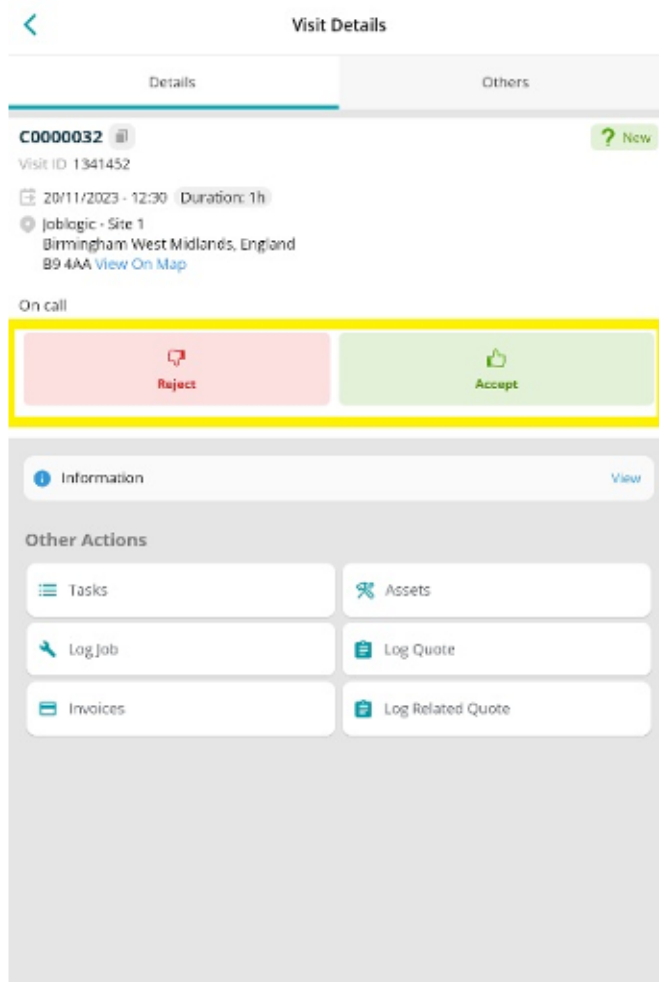 Visit Details
Details
Others
C0000032
? New
Visit ID 1341452
20/11/2023 - 12:30 Duration: 1h
Joblogic - Site 1
Birmingham West Midlands, England
B9 4AA View On Map
On call
Reject
Accept
Information
View
Other Actions
Tasks
Assets
Log Job
Log Quote
Invoices
Log Related Quote